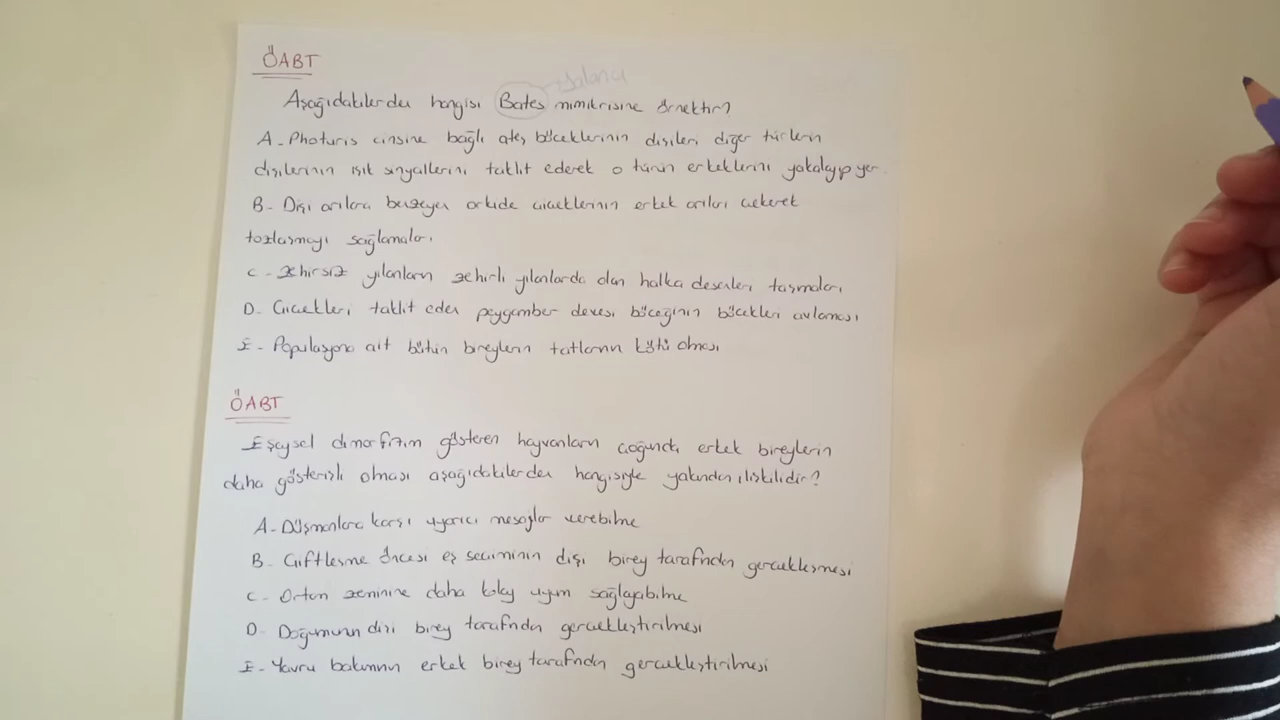 ÖABT
yalancı
Aşağıdakilerden hangisi Bates mimikrisine örnektir?
A - Photuris cinsine bağlı ateş böceklerinin dişileri diğer türlerin
dişilerinin ışık sinyallerini taklit ederek o türün erkeklerini yakalayıp yer.
B - Dişi arılara benzeyen orkide çiçeklerinin erkek arıları çekerek
tozlaşmayı sağlamaları.
C - Zehirsiz yılanların zehirli yılanlarda olan halka desenleri taşımaları
D - Çiçekleri taklit eden peygamber devesi böceğinin böcekleri avlaması
E - Populasyona ait bütün bireylerin tatlarının kötü olması
ÖABT
Eşeysel dimorfizm gösteren hayvanların çoğunda erkek bireylerin
daha gösterişli olması aşağıdakilerden hangisiyle yakından ilişkilidir?
A - Düşmanlara karşı uyarıcı mesajlar verebilme
B - Çiftleşme öncesi eş seçiminin dişi birey tarafından gerçekleşmesi
C - Ortam zeminine daha kolay uyum sağlayabilme
D - Doğumunun dişi birey tarafından gerçekleştirilmesi
E - Yavru bakımının erkek birey tarafından gerçekleştirilmesi